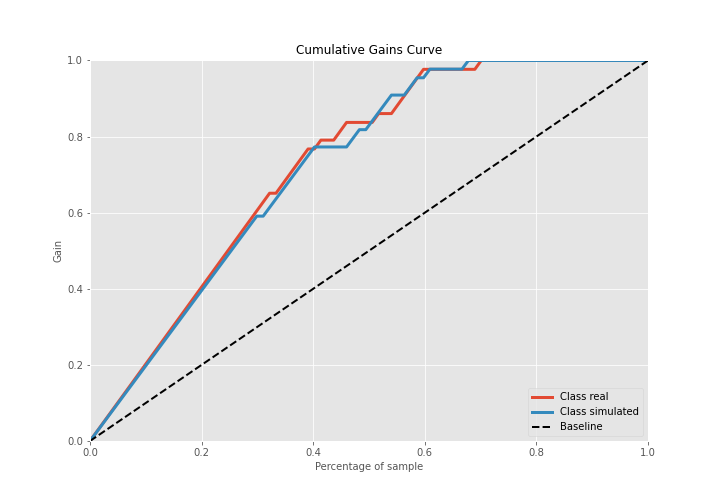 Cumulative Gains Curve
1.0
0.8
0.6
0.4
0.2
0.0
Gain
0.0 0.2 0.4 0.6 0.8 1.0
Percentage of sample
Class real
Class simulated
Baseline